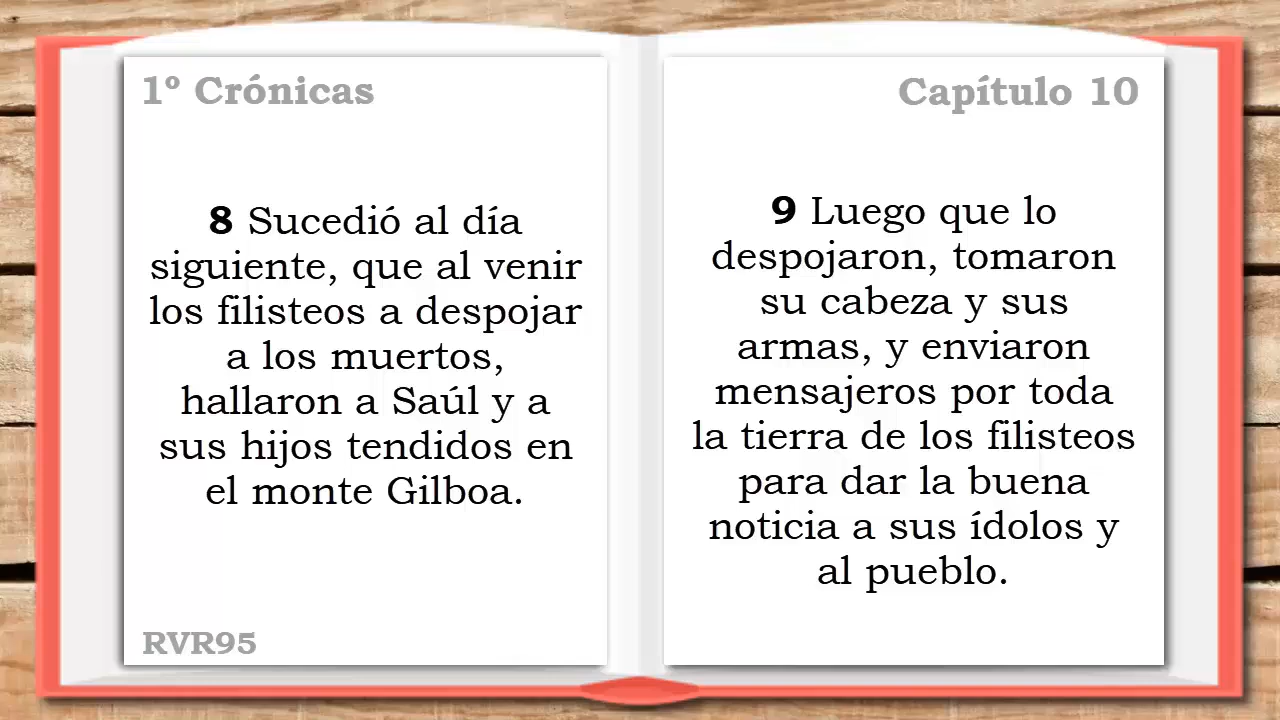 1º Crónicas
8 Sucedió al día
siguiente, que al venir
los filisteos a despojar
a los muertos,
hallaron a Saúl y a
sus hijos tendidos en
el monte Gilboa.
RVR95
Capítulo 10
9 Luego que lo
despojaron, tomaron
su cabeza y sus
armas, y enviaron
mensajeros por toda
la tierra de los filisteos
para dar la buena
noticia a sus ídolos y
al pueblo.